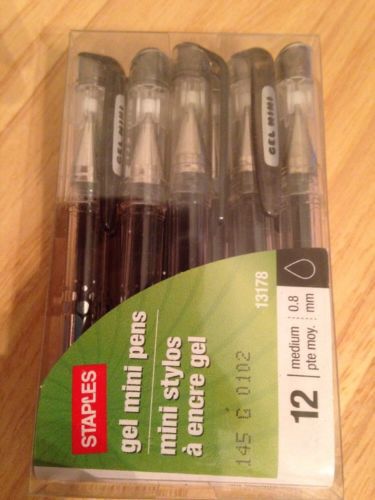 GEL MINI
GEL MINI
STAPLES
gel mini pens
mini stylos
à encre gel
13178
145 G 0102
12
medium
pte moy.
0.8
mm